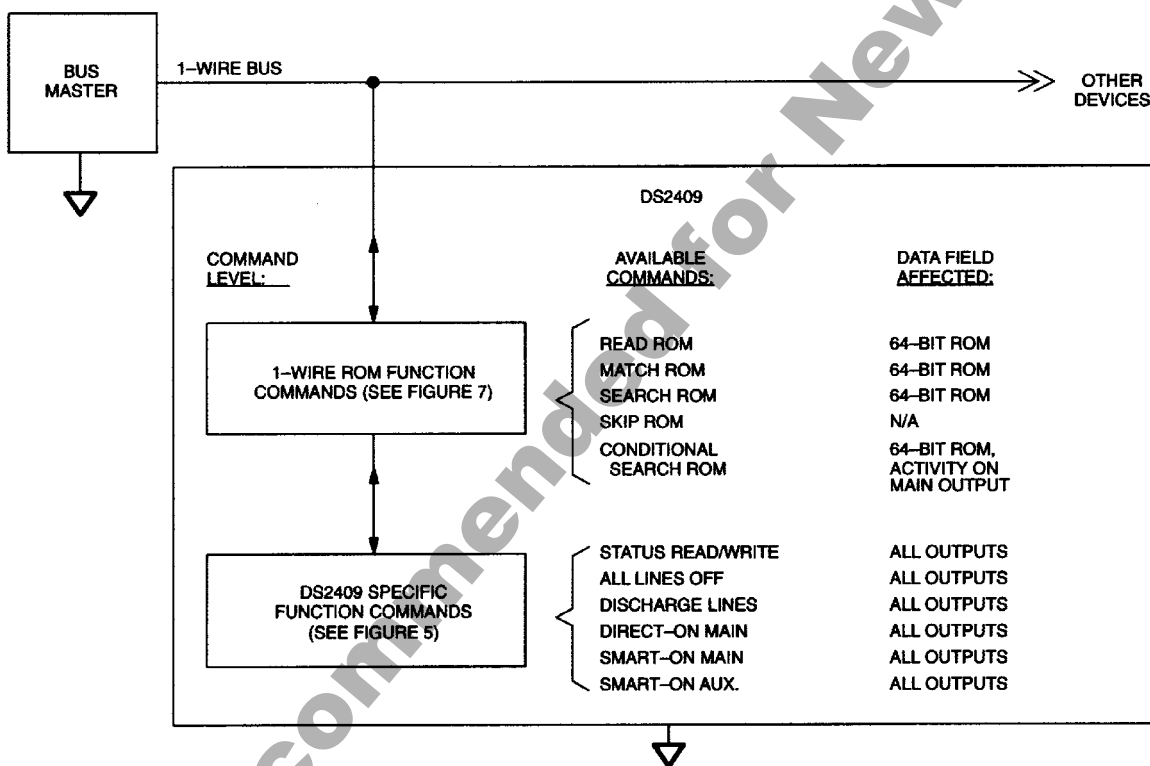 BUS
MASTER
1–WIRE BUS
OTHER
DEVICES
DS2409
COMMAND
LEVEL:
AVAILABLE
COMMANDS:
DATA FIELD
AFFECTED:
1–WIRE ROM FUNCTION
COMMANDS (SEE FIGURE 7)
READ ROM 64–BIT ROM
MATCH ROM 64–BIT ROM
SEARCH ROM 64–BIT ROM
SKIP ROM N/A
CONDITIONAL 64–BIT ROM,
SEARCH ROM ACTIVITY ON
MAIN OUTPUT
DS2409 SPECIFIC
FUNCTION COMMANDS
(SEE FIGURE 5)
STATUS READ/WRITE ALL OUTPUTS
ALL LINES OFF ALL OUTPUTS
DISCHARGE LINES ALL OUTPUTS
DIRECT–ON MAIN ALL OUTPUTS
SMART–ON MAIN ALL OUTPUTS
SMART–ON AUX. ALL OUTPUTS
commended for New